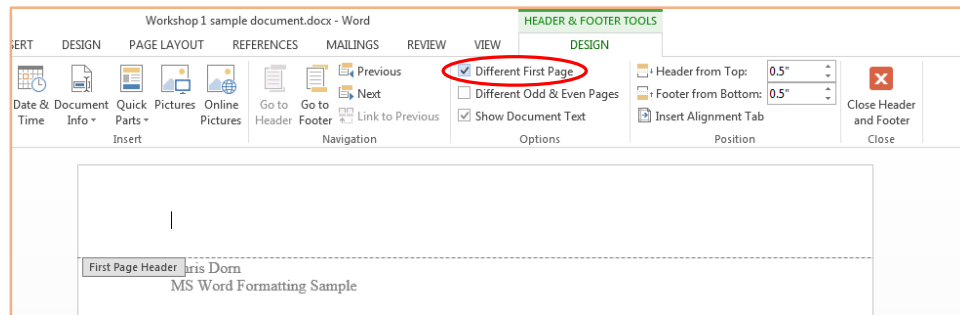 Workshop 1 sample document.docx - Word
HEADER & FOOTER TOOLS
DESIGN PAGE LAYOUT REFERENCES MAILINGS REVIEW VIEW DESIGN
Date & Time
Document Info
Quick Parts
Pictures
Online Pictures
Insert
Go to Header
Go to Footer
Previous
Next
Link to Previous
Navigation
Different First Page
Different Odd & Even Pages
Show Document Text
Options
Header from Top: 0.5"
Footer from Bottom: 0.5"
Insert Alignment Tab
Position
Close Header and Footer
Close
First Page Header
Dorn
MS Word Formatting Sample